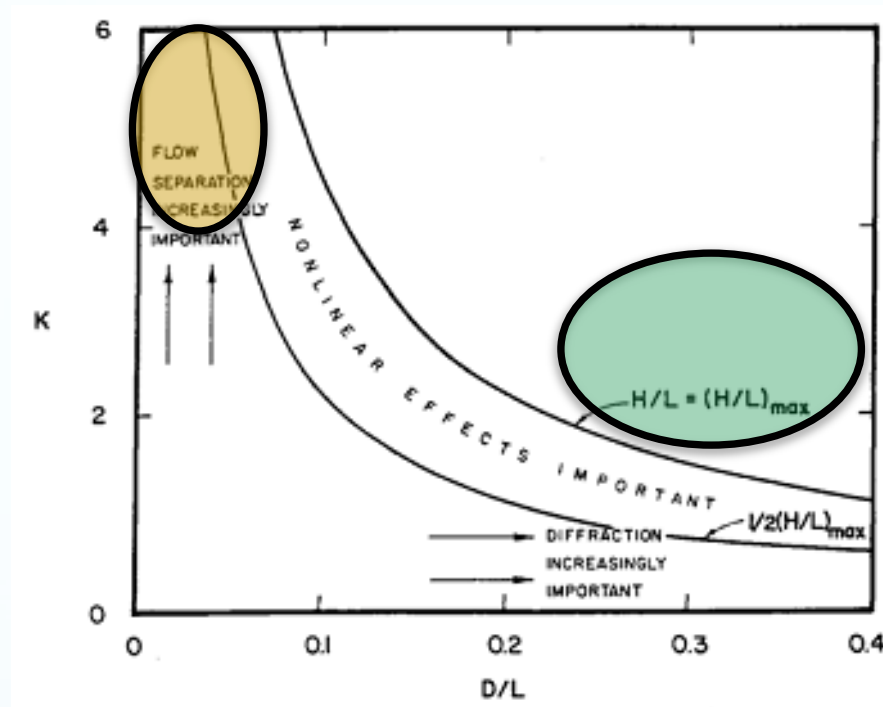 6
FLOW
SEPARATION
INCREASINGLY
IMPORTANT
4
K
NONLINEAR EFFECTS IMPORTANT
2
H/L = (H/L)max
1/2(H/L)max
DIFFRACTION
INCREASINGLY
IMPORTANT
0
0 0.1 0.2 0.3 0.4
D/L